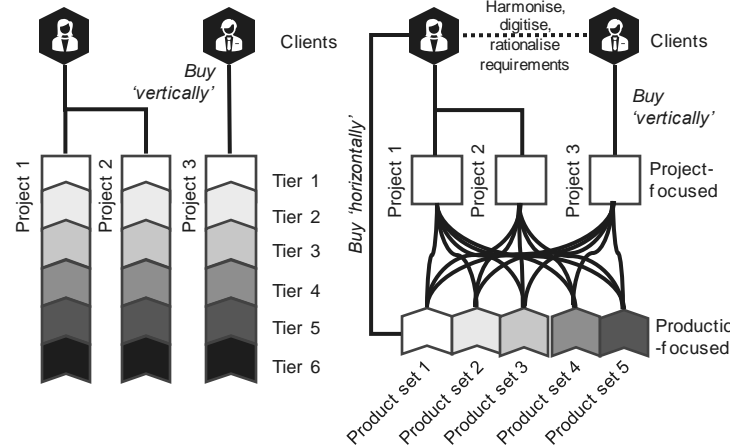 Clients
Buy
'vertically'
Project 1
Project 2
Project 3
Tier 1
Tier 2
Tier 3
Tier 4
Tier 5
Tier 6
Harmonise,
digitise,
rationalise
requirements
Clients
Buy 'horizontally'
Buy
'vertically'
Project 1
Project 2
Project 3
Project-
focused
Productio
-focused
Product set 1
Product set 2
Product set 3
Product set 4
Product set 5